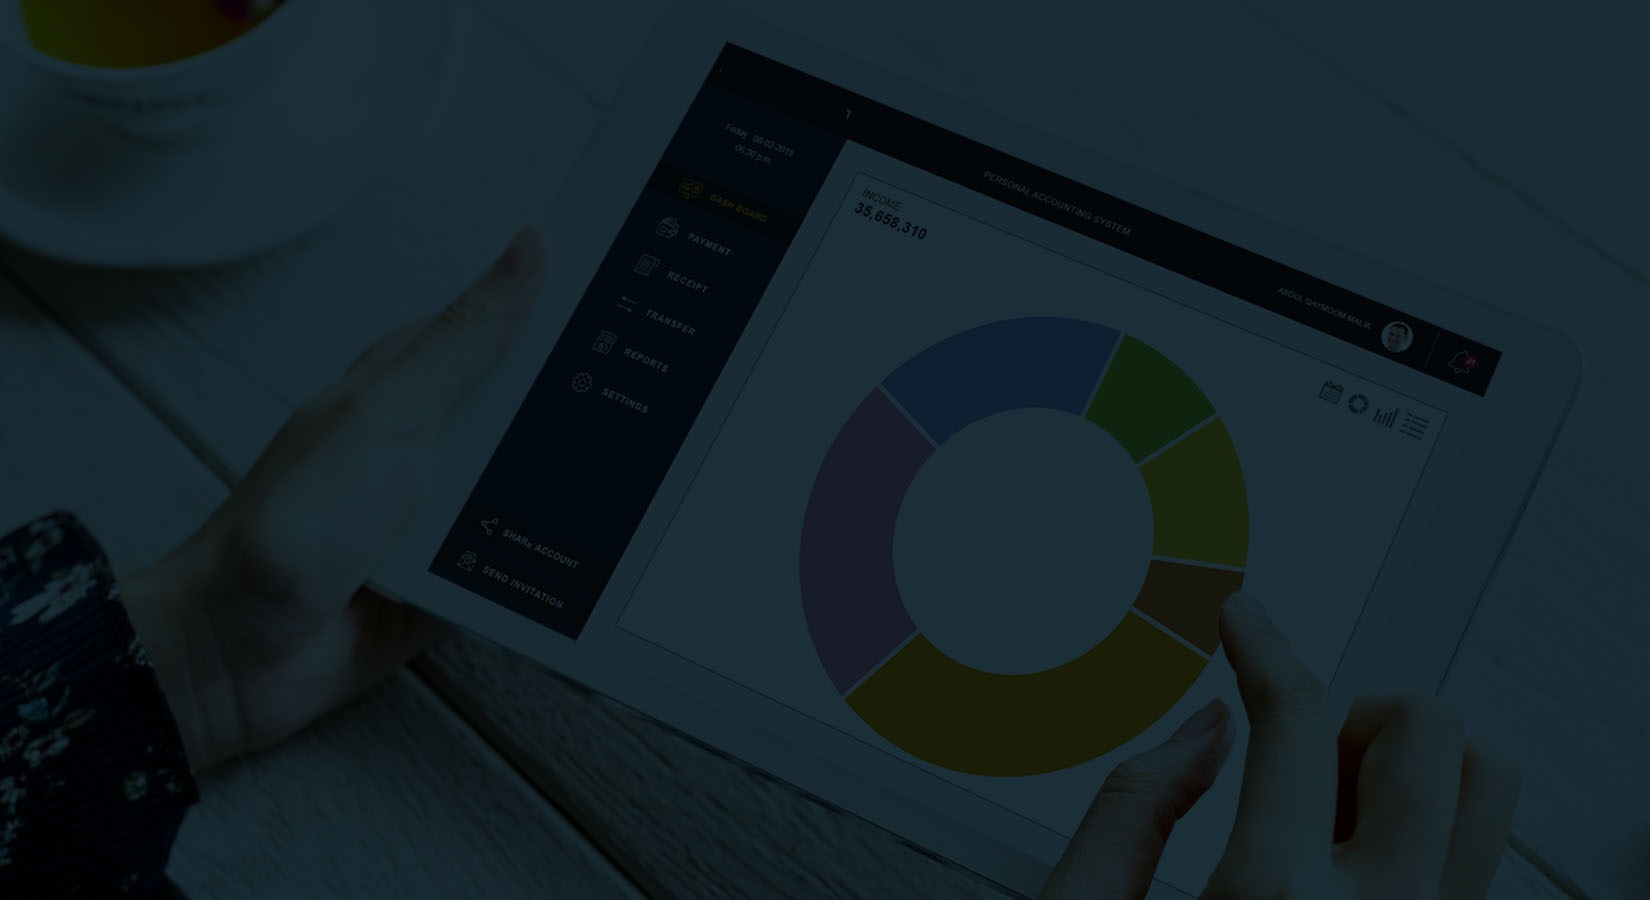 PERSONAL ACCOUNTING SYSTEM
ABDUL QAYMOOM MALIK
21
Friday 08-02-2019
06:30 p.m.
DASH BOARD
PAYMENT
RECEIPT
TRANSFER
REPORTS
SETTINGS
SHARE ACCOUNT
SEND INVITATION
INCOME
35,658,310